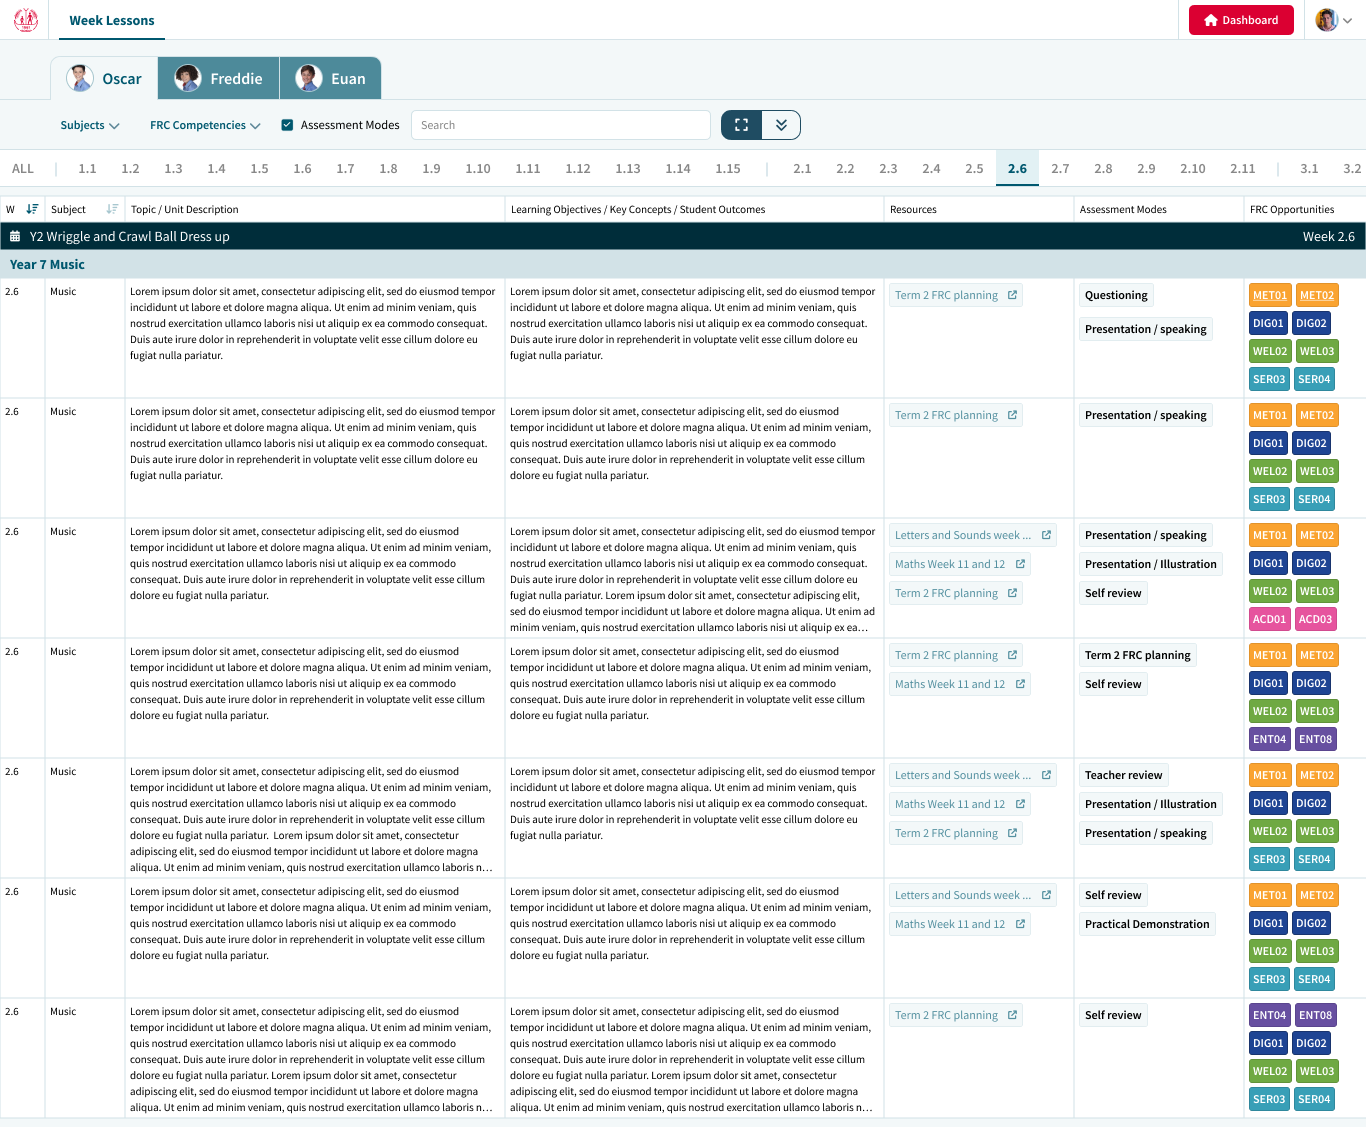 Week Lessons
Dashboard
Oscar
Freddie
Euan
Subjects
FRC Competencies
Assessment Modes
Search
ALL | 1.1 1.2 1.3 1.4 1.5 1.6 1.7 1.8 1.9 1.10 1.11 1.12 1.13 1.14 1.15 | 2.1 2.2 2.3 2.4 2.5 2.6 2.7 2.8 2.9 2.10 2.11 | 3.1 3.2
W Subject Topic / Unit Description Learning Objectives / Key Concepts / Student Outcomes Resources Assessment Modes FRC Opportunities
Y2 Wriggle and Crawl Ball Dress up Week 2.6
Year 7 Music
2.6
Music
Lorem ipsum dolor sit amet, consectetur adipiscing elit, sed do eiusmod tempor
incididunt ut labore et dolore magna aliqua. Ut enim ad minim veniam, quis
nostrud exercitation ullamco laboris nisi ut aliquip ex ea commodo consequat.
Duis aute irure dolor in reprehenderit in voluptate velit esse cillum dolore eu
fugiat nulla pariatur.
Lorem ipsum dolor sit amet, consectetur adipiscing elit, sed do eiusmod tempor
incididunt ut labore et dolore magna aliqua. Ut enim ad minim veniam, quis
nostrud exercitation ullamco laboris nisi ut aliquip ex ea commodo consequat.
Duis aute irure dolor in reprehenderit in voluptate velit esse cillum dolore eu
fugiat nulla pariatur.
Term 2 FRC planning
Questioning
Presentation / speaking
MET01 MET02
DIG01 DIG02
WEL02 WEL03
SER03 SER04
2.6
Music
Lorem ipsum dolor sit amet, consectetur adipiscing elit, sed do eiusmod tempor
incididunt ut labore et dolore magna aliqua. Ut enim ad minim veniam, quis
nostrud exercitation ullamco laboris nisi ut aliquip ex ea commodo consequat.
Duis aute irure dolor in reprehenderit in voluptate velit esse cillum dolore eu
fugiat nulla pariatur.
Lorem ipsum dolor sit amet, consectetur adipiscing elit, sed do eiusmod
tempor incididunt ut labore et dolore magna aliqua. Ut enim ad minim veniam,
quis nostrud exercitation ullamco laboris nisi ut aliquip ex ea commodo
consequat. Duis aute irure dolor in reprehenderit in voluptate velit esse cillum
dolore eu fugiat nulla pariatur.
Term 2 FRC planning
Presentation / speaking
MET01 MET02
DIG01 DIG02
WEL02 WEL03
SER03 SER04
2.6
Music
Lorem ipsum dolor sit amet, consectetur adipiscing elit, sed do eiusmod
tempor incididunt ut labore et dolore magna aliqua. Ut enim ad minim veniam,
quis nostrud exercitation ullamco laboris nisi ut aliquip ex ea commodo
consequat. Duis aute irure dolor in reprehenderit in voluptate velit esse cillum
dolore eu fugiat nulla pariatur.
Lorem ipsum dolor sit amet, consectetur adipiscing elit, sed do eiusmod tempor
incididunt ut labore et dolore magna aliqua. Ut enim ad minim veniam, quis
nostrud exercitation ullamco laboris nisi ut aliquip ex ea commodo consequat.
Duis aute irure dolor in reprehenderit in voluptate velit esse cillum dolore eu
fugiat nulla pariatur. Lorem ipsum dolor sit amet, consectetur adipiscing elit,
sed do eiusmod tempor incididunt ut labore et dolore magna aliqua. Ut enim ad
minim veniam, quis nostrud exercitation ullamco laboris nisi ut aliquip ex ea...
Letters and Sounds week ...
Maths Week 11 and 12
Term 2 FRC planning
Presentation / speaking
Presentation / Illustration
Self review
MET01 MET02
DIG01 DIG02
WEL02 WEL03
ACD01 ACD03
2.6
Music
Lorem ipsum dolor sit amet, consectetur adipiscing elit, sed do eiusmod
tempor incididunt ut labore et dolore magna aliqua. Ut enim ad minim veniam,
quis nostrud exercitation ullamco laboris nisi ut aliquip ex ea commodo
consequat. Duis aute irure dolor in reprehenderit in voluptate velit esse cillum
dolore eu fugiat nulla pariatur.
Lorem ipsum dolor sit amet, consectetur adipiscing elit, sed do eiusmod
tempor incididunt ut labore et dolore magna aliqua. Ut enim ad minim veniam,
quis nostrud exercitation ullamco laboris nisi ut aliquip ex ea commodo
consequat. Duis aute irure dolor in reprehenderit in voluptate velit esse cillum
dolore eu fugiat nulla pariatur.
Term 2 FRC planning
Maths Week 11 and 12
Term 2 FRC planning
Self review
MET01 MET02
DIG01 DIG02
WEL02 WEL03
ENT04 ENT08
2.6
Music
Lorem ipsum dolor sit amet, consectetur adipiscing elit, sed do eiusmod
tempor incididunt ut labore et dolore magna aliqua. Ut enim ad minim veniam,
quis nostrud exercitation ullamco laboris nisi ut aliquip ex ea commodo
consequat. Duis aute irure dolor in reprehenderit in voluptate velit esse cillum
dolore eu fugiat nulla pariatur. Lorem ipsum dolor sit amet, consectetur
adipiscing elit, sed do eiusmod tempor incididunt ut labore et dolore magna
aliqua. Ut enim ad minim veniam, quis nostrud exercitation ullamco laboris n...
Lorem ipsum dolor sit amet, consectetur adipiscing elit, sed do eiusmod tempor
incididunt ut labore et dolore magna aliqua. Ut enim ad minim veniam, quis
nostrud exercitation ullamco laboris nisi ut aliquip ex ea commodo consequat.
Duis aute irure dolor in reprehenderit in voluptate velit esse cillum dolore eu
fugiat nulla pariatur.
Letters and Sounds week ...
Maths Week 11 and 12
Term 2 FRC planning
Teacher review
Presentation / Illustration
Presentation / speaking
MET01 MET02
DIG01 DIG02
WEL02 WEL03
SER03 SER04
2.6
Music
Lorem ipsum dolor sit amet, consectetur adipiscing elit, sed do eiusmod
tempor incididunt ut labore et dolore magna aliqua. Ut enim ad minim veniam,
quis nostrud exercitation ullamco laboris nisi ut aliquip ex ea commodo
consequat. Duis aute irure dolor in reprehenderit in voluptate velit esse cillum
dolore eu fugiat nulla pariatur.
Lorem ipsum dolor sit amet, consectetur adipiscing elit, sed do eiusmod
tempor incididunt ut labore et dolore magna aliqua. Ut enim ad minim veniam,
quis nostrud exercitation ullamco laboris nisi ut aliquip ex ea commodo
consequat. Duis aute irure dolor in reprehenderit in voluptate velit esse cillum
dolore eu fugiat nulla pariatur.
Letters and Sounds week ...
Maths Week 11 and 12
Self review
Practical Demonstration
MET01 MET02
DIG01 DIG02
WEL02 WEL03
SER03 SER04
2.6
Music
Lorem ipsum dolor sit amet, consectetur adipiscing elit, sed do eiusmod
tempor incididunt ut labore et dolore magna aliqua. Ut enim ad minim veniam,
quis nostrud exercitation ullamco laboris nisi ut aliquip ex ea commodo
consequat. Duis aute irure dolor in reprehenderit in voluptate velit esse cillum
dolore eu fugiat nulla pariatur. Lorem ipsum dolor sit amet, consectetur
adipiscing elit, sed do eiusmod tempor incididunt ut labore et dolore magna
aliqua. Ut enim ad minim veniam, quis nostrud exercitation ullamco laboris n...
Lorem ipsum dolor sit amet, consectetur adipiscing elit, sed do eiusmod
tempor incididunt ut labore et dolore magna aliqua. Ut enim ad minim veniam,
quis nostrud exercitation ullamco laboris nisi ut aliquip ex ea commodo
consequat. Duis aute irure dolor in reprehenderit in voluptate velit esse cillum
dolore eu fugiat nulla pariatur. Lorem ipsum dolor sit amet, consectetur
adipiscing elit, sed do eiusmod tempor incididunt ut labore et dolore magna
aliqua. Ut enim ad minim veniam, quis nostrud exercitation ullamco laboris n...
Term 2 FRC planning
Self review
ENT04 ENT08
DIG01 DIG02
WEL02 WEL03
SER03 SER04